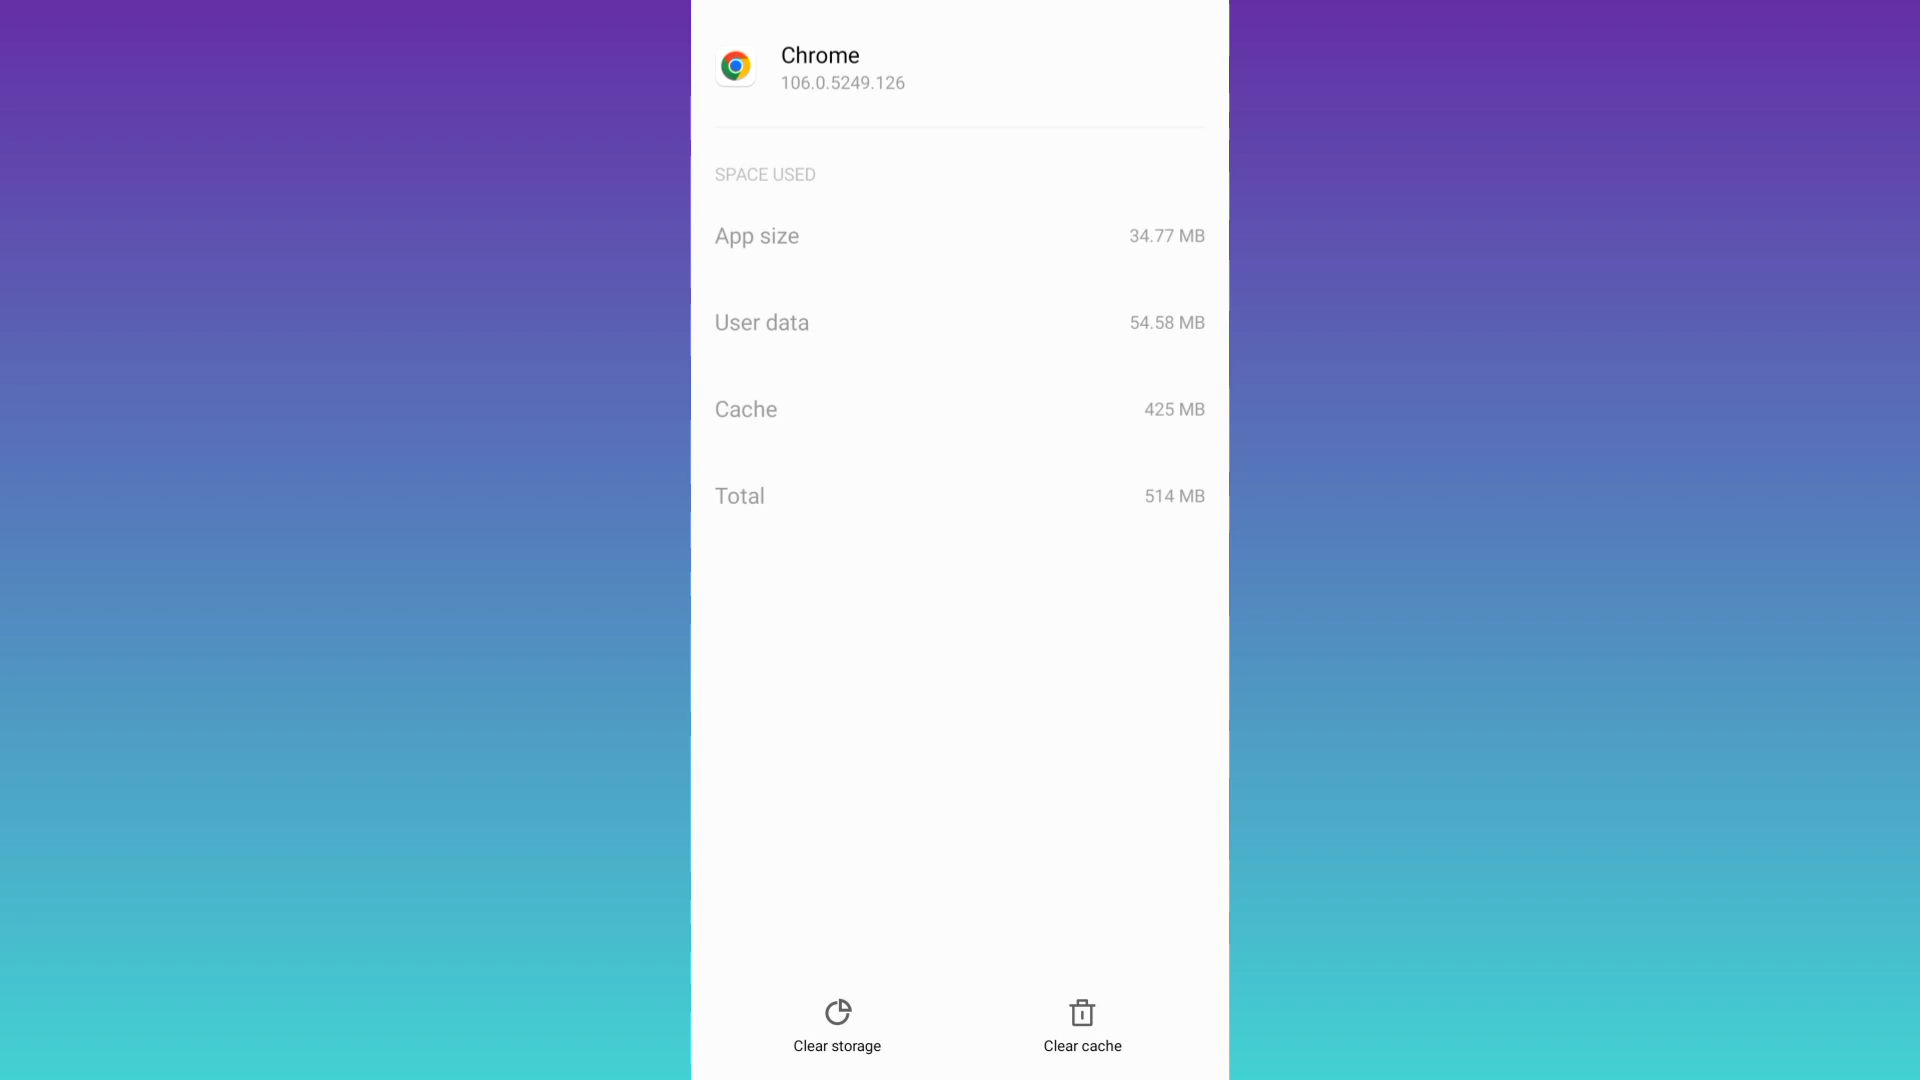 Chrome
106.0.5249.126
SPACE USED
App size 34.77 MB
User data 54.58 MB
Cache 425 MB
Total 514 MB
Clear storage Clear cache